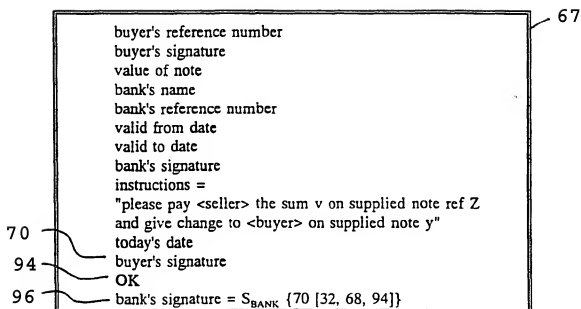 67
buyer's reference number
buyer's signature
value of note
bank's name
bank's reference number
valid from date
valid to date
bank's signature
instructions =
"please pay <seller> the sum v on supplied note ref Z
and give change to <buyer> on supplied note y"
today's date
70 buyer's signature
94 OK
96 bank's signature = S_BANK {70 [32, 68, 94]}